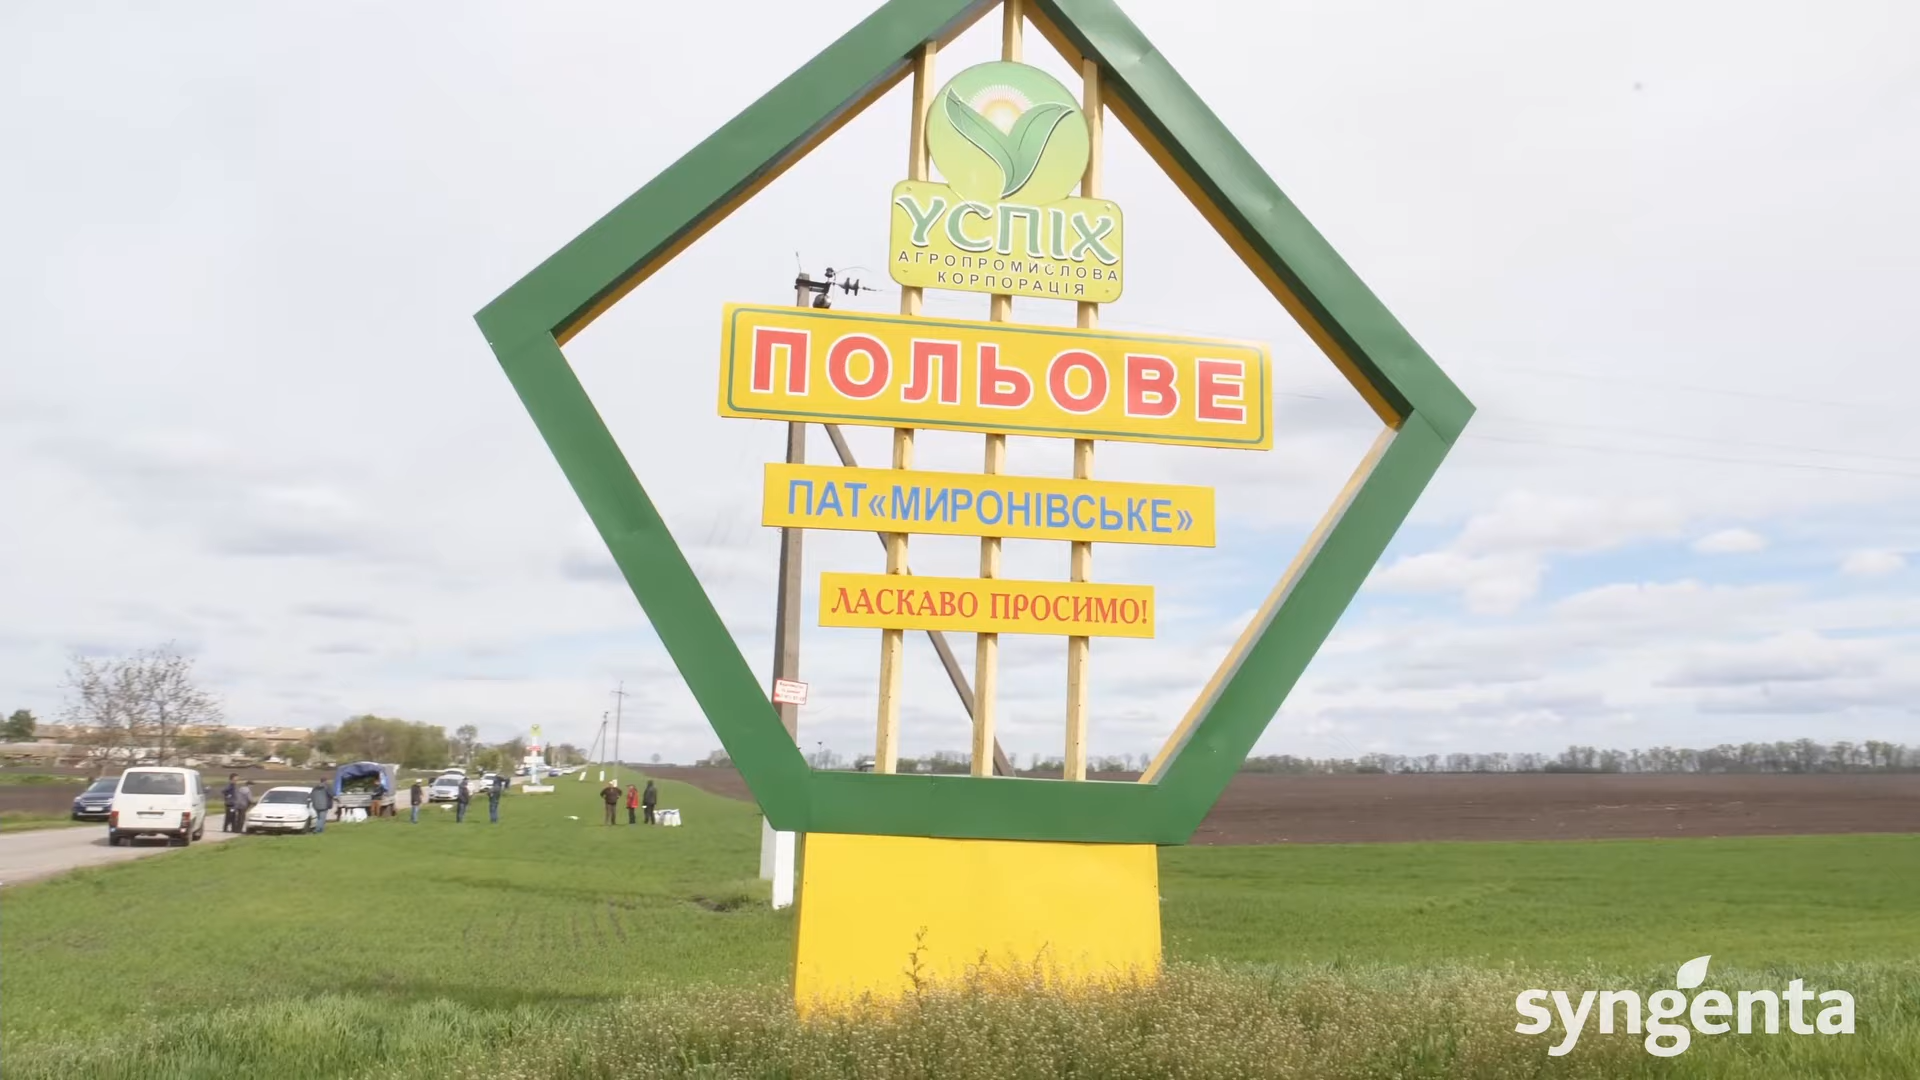 УСПІХ
АГРОПРОМИСЛОВА
КОРПОРАЦІЯ
ПОЛЬОВЕ
ПАТ«МИРОНІВСЬКЕ»
ЛАСКАВО ПРОСИМО!
syngenta